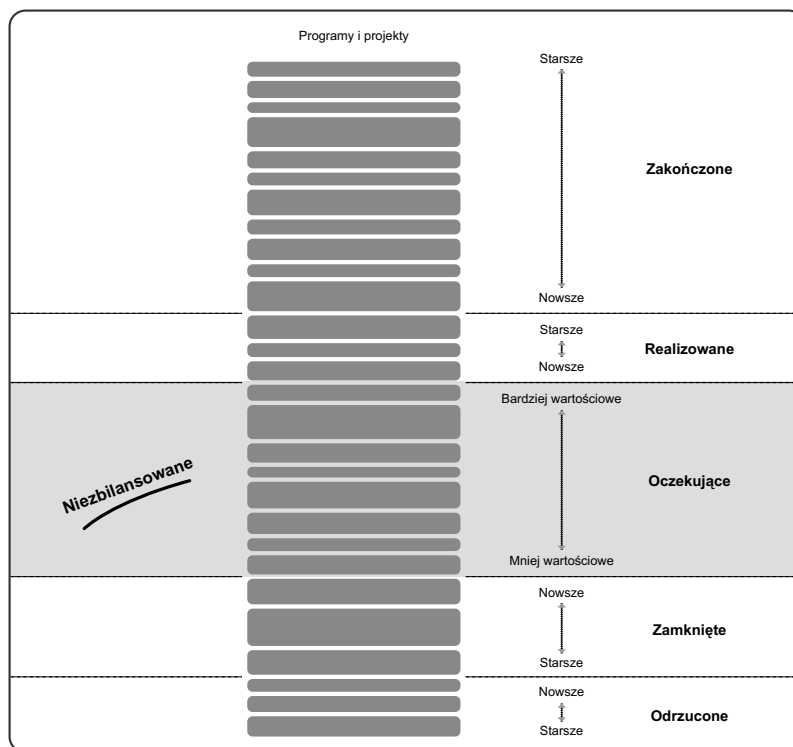 Programy i projekty
Starsze
Zakończone
Nowsze
Starsze
Realizowane
Nowsze
Bardziej wartościowe
Niezbilansowane
Oczekujące
Mniej wartościowe
Nowsze
Zamknięte
Starsze
Nowsze
Odrzucone
Starsze